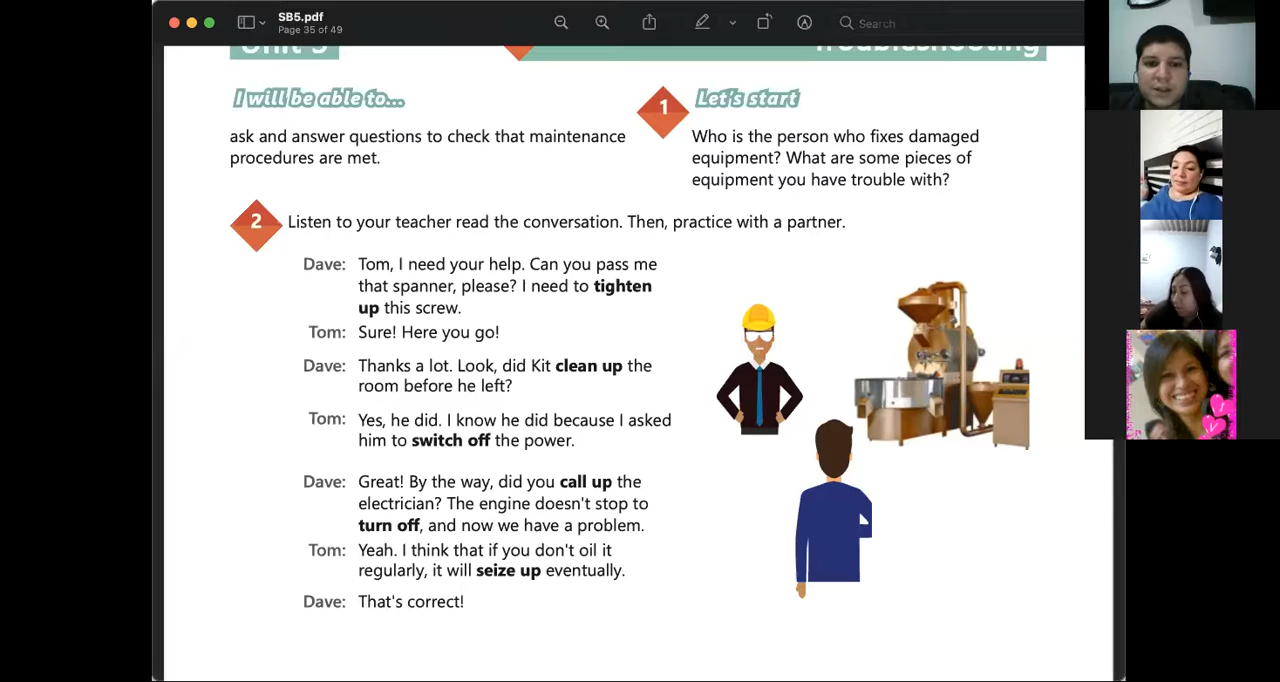 SB5.pdf
Page 35 of 49
Search
Unit 5
Troubleshooting
I will be able to...
ask and answer questions to check that maintenance
procedures are met.
1
Let's start
Who is the person who fixes damaged
equipment? What are some pieces of
equipment you have trouble with?
2
Listen to your teacher read the conversation. Then, practice with a partner.
Dave: Tom, I need your help. Can you pass me
that spanner, please? I need to tighten
up this screw.
Tom: Sure! Here you go!
Dave: Thanks a lot. Look, did Kit clean up the
room before he left?
Tom: Yes, he did. I know he did because I asked
him to switch off the power.
Dave: Great! By the way, did you call up the
electrician? The engine doesn't stop to
turn off, and now we have a problem.
Tom: Yeah. I think that if you don't oil it
regularly, it will seize up eventually.
Dave: That's correct!